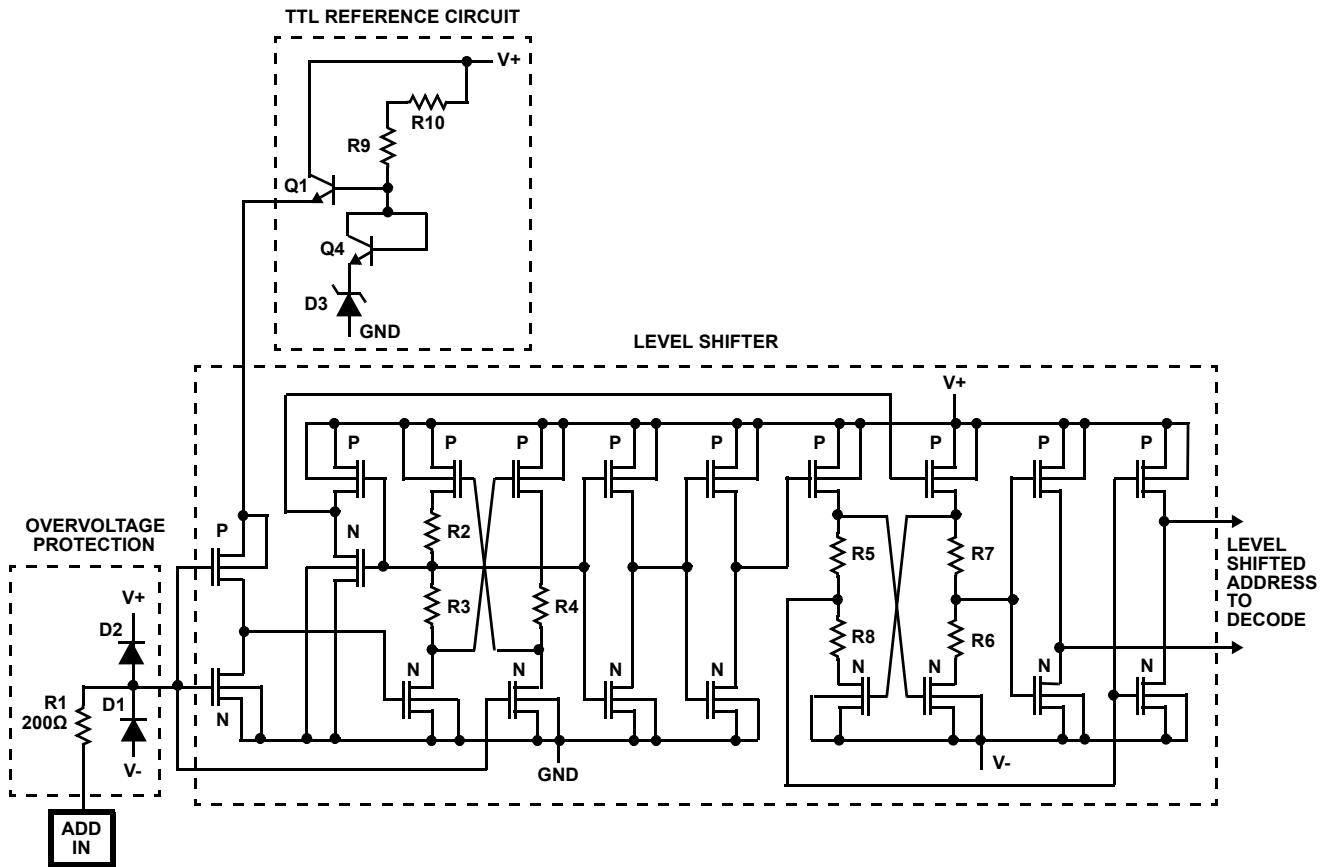 TTL REFERENCE CIRCUIT
V+
R10
R9
Q1
Q4
D3
GND
LEVEL SHIFTER
V+
P
P
P
P
P
P
P
P
P
OVERVOLTAGE
PROTECTION
P
N
R2
R5
R7
LEVEL
SHIFTED
ADDRESS
TO
DECODE
V+
D2
R3
R4
R8
R6
R1
200Ω
D1
N
N
N
N
N
N
N
N
N
V-
GND
V-
ADD
IN